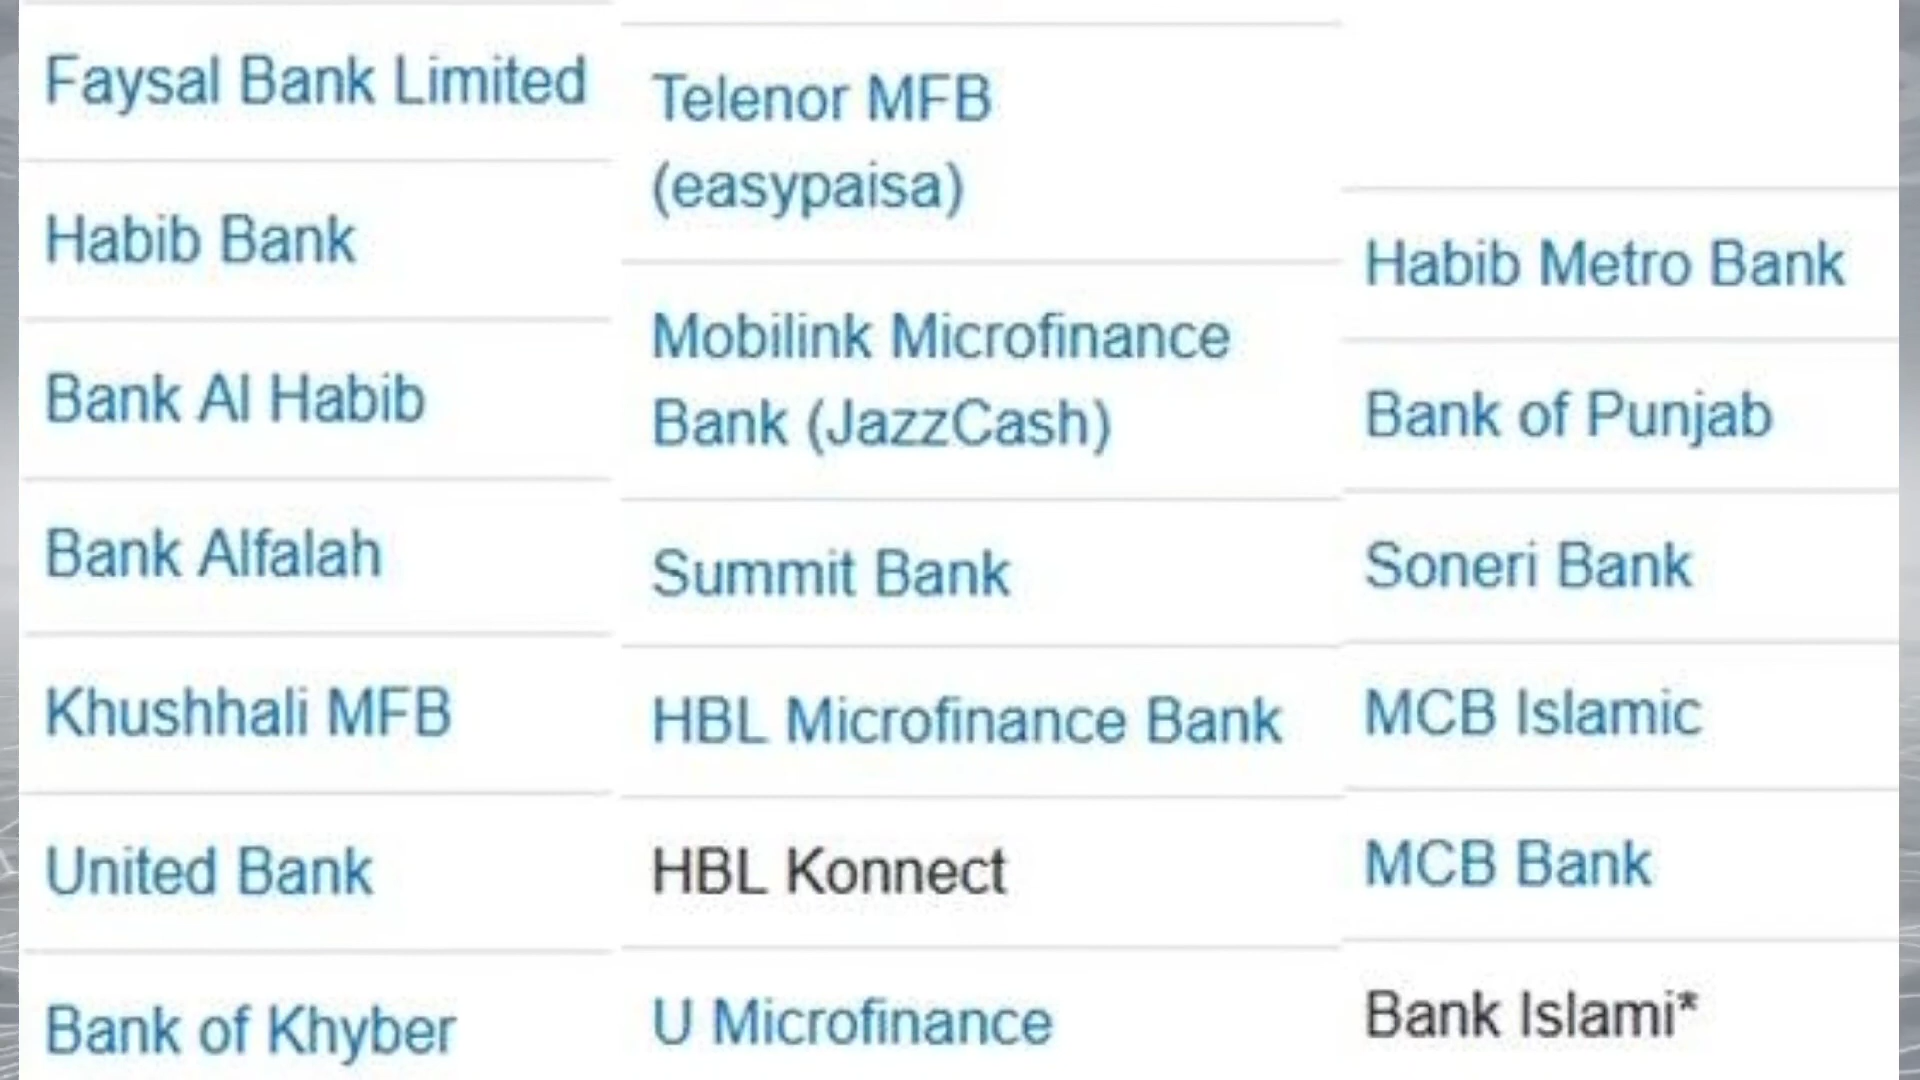 Faysal Bank Limited
Habib Bank
Bank Al Habib
Bank Alfalah
Khushhali MFB
United Bank
Bank of Khyber
Telenor MFB
(easypaisa)
Mobilink Microfinance
Bank (JazzCash)
Summit Bank
HBL Microfinance Bank
HBL Konnect
U Microfinance
Habib Metro Bank
Bank of Punjab
Soneri Bank
MCB Islamic
MCB Bank
Bank Islami*